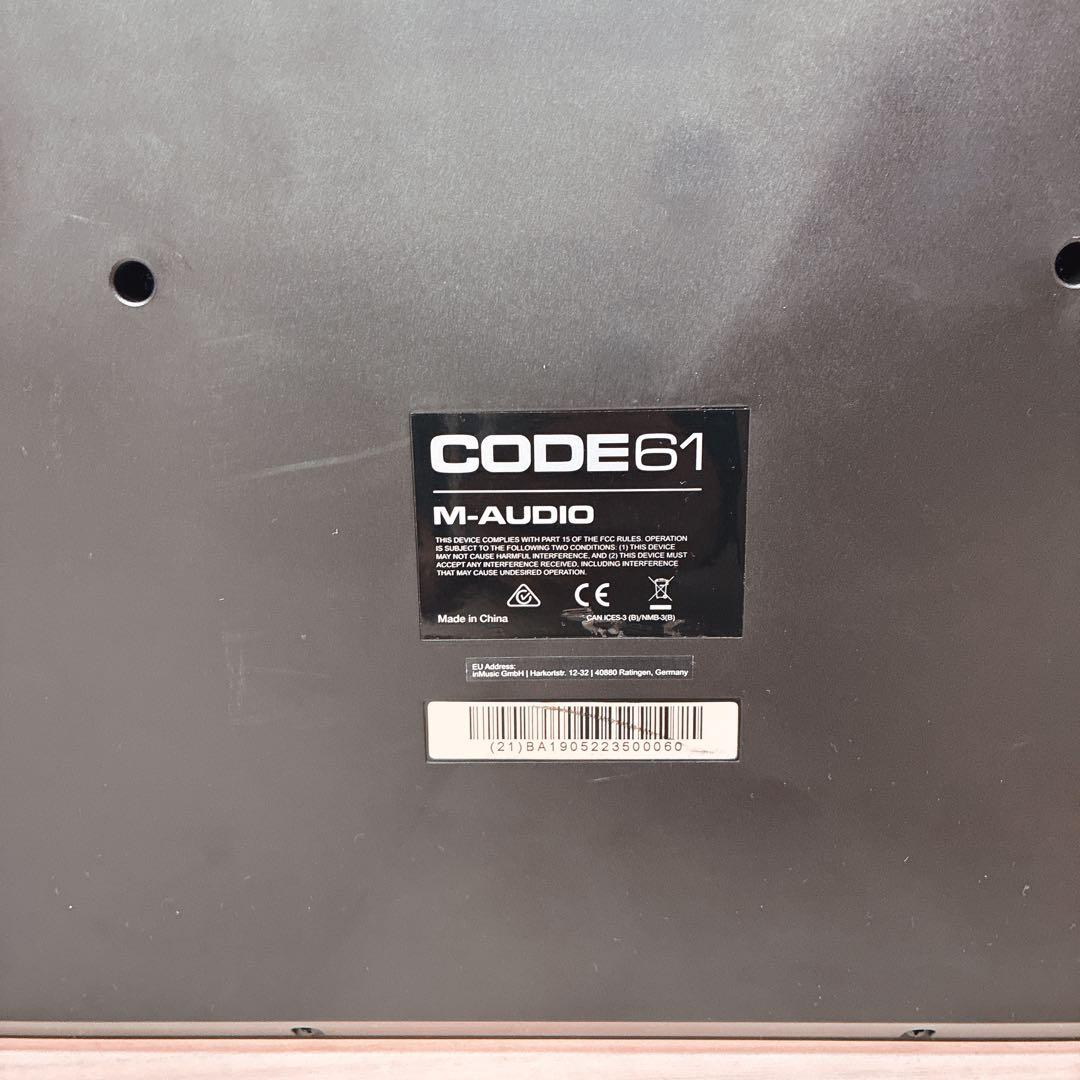 CODE61
M-AUDIO
THIS DEVICE COMPLIES WITH PART 15 OF THE FCC RULES. OPERATION
IS SUBJECT TO THE FOLLOWING TWO CONDITIONS: (1) THIS DEVICE
MAY NOT CAUSE HARMFUL INTERFERENCE, AND (2) THIS DEVICE MUST
ACCEPT ANY INTERFERENCE RECEIVED, INCLUDING INTERFERENCE
THAT MAY CAUSE UNDESIRED OPERATION.
CE
Made in China
CAN ICES-3 (B)/NMB-3(B)
EU Address:
inMusic GmbH | Harkortstr. 12-32 | 40880 Ratingen, Germany
(21)BA1905223500060